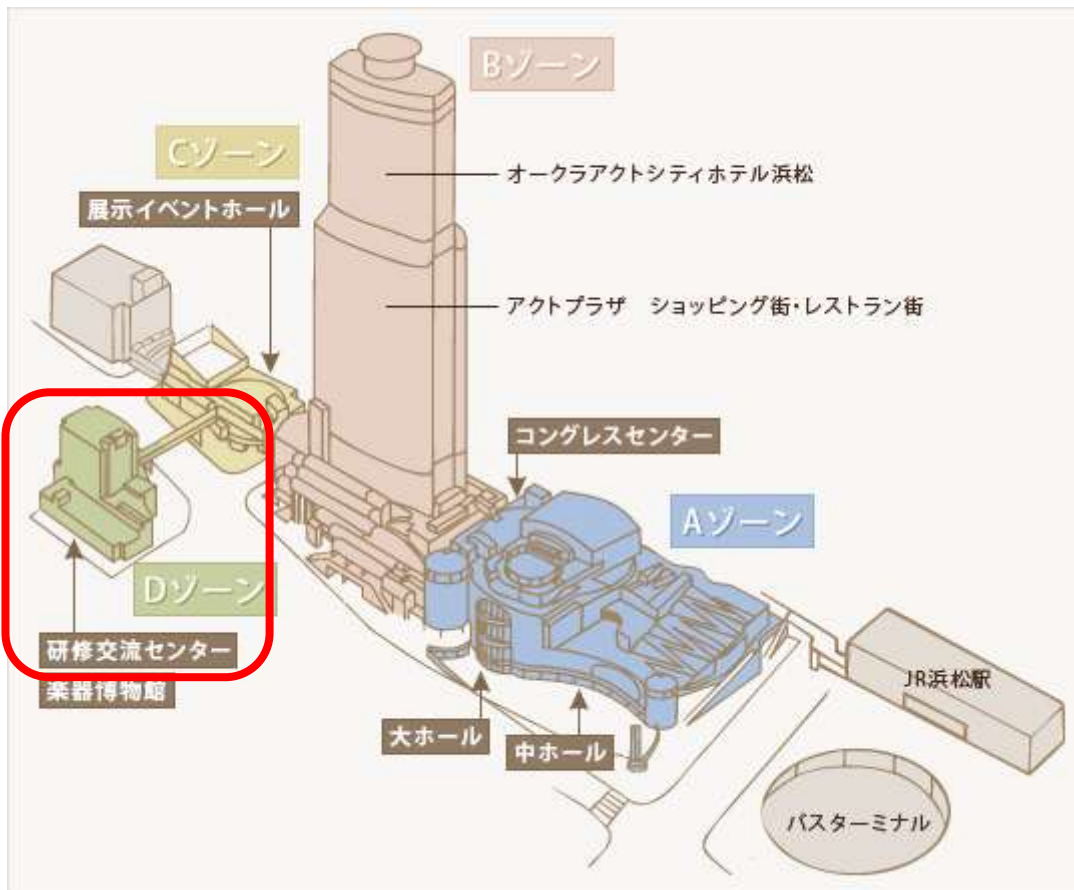 Bゾーン
Cゾーン
オークラアクトシティホテル浜松
展示イベントホール
アクトプラザ　ショッピング街・レストラン街
コングレスセンター
Aゾーン
Dゾーン
研修交流センター
楽器博物館
JR浜松駅
大ホール
中ホール
バスターミナル